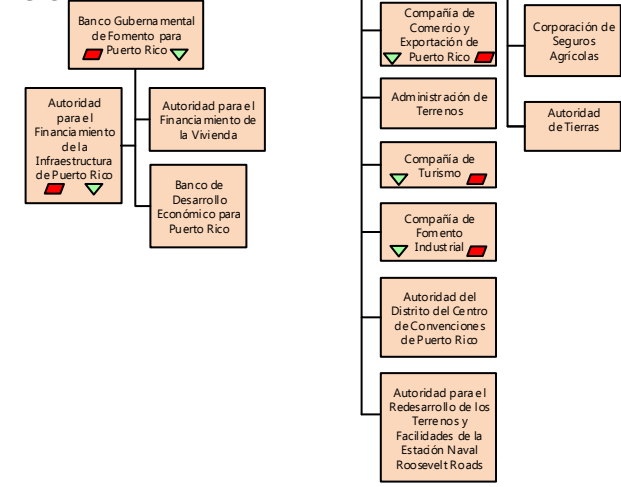 Banco Gubernamental
de Fomento para
Puerto Rico
Autoridad
para el
Financiamiento
de la
Infraestructura
de Puerto Rico
Autoridad para el
Financiamiento de
la Vivienda
Banco de
Desarrollo
Económico para
Puerto Rico
Compañía de
Comercio y
Exportación de
Puerto Rico
Administración de
Terrenos
Compañía de
Turismo
Compañía de
Fomento
Industrial
Autoridad del
Distrito del Centro
de Convenciones
de Puerto Rico
Autoridad para el
Redesarrollo de los
Terrenos y
Facilidades de la
Estación Naval
Roosevelt Roads
Corporación de
Seguros
Agrícolas
Autoridad
de Tierras